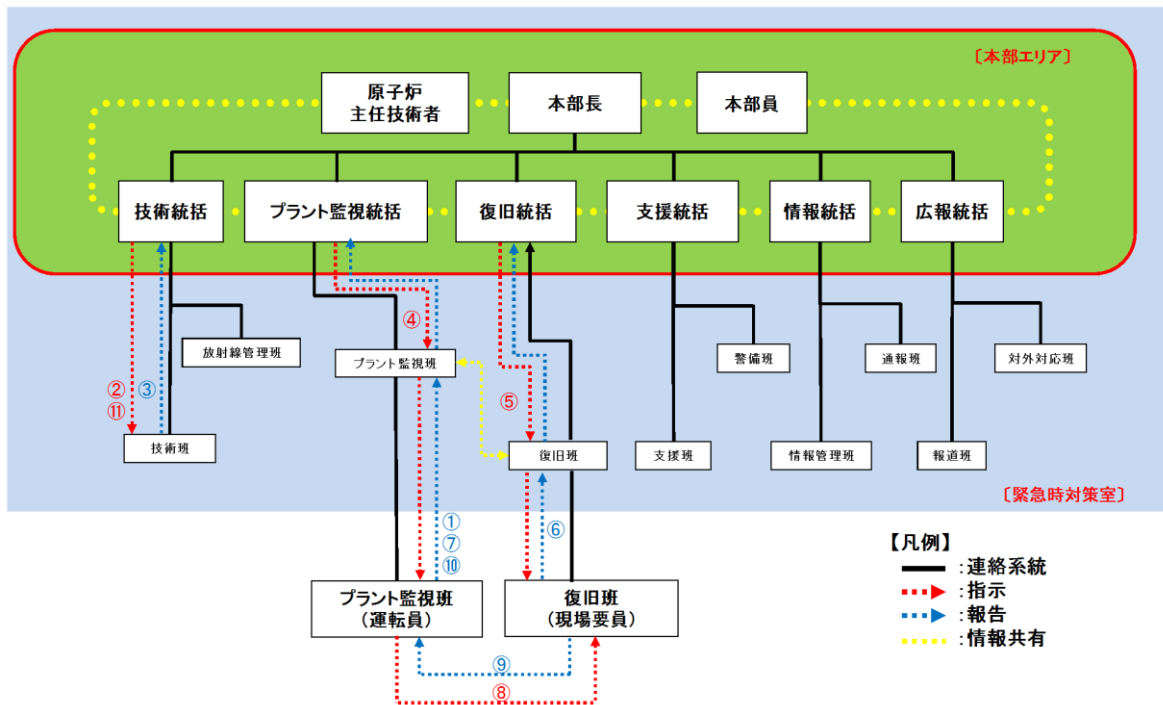 〔本部エリア〕
原子炉
主任技術者
本部長
本部員
技術統括
プラント監視統括
復旧統括
支援統括
情報統括
広報統括
④
放射線管理班
プラント監視班
警備班
通報班
対外対応班
②
⑪
③
⑤
技術班
復旧班
支援班
情報管理班
報道班
〔緊急時対策室〕
①
⑦
⑩
⑥
プラント監視班
(運転員)
復旧班
(現場要員)
⑨
⑧
【凡例】
:連絡系統
:指示
:報告
:情報共有